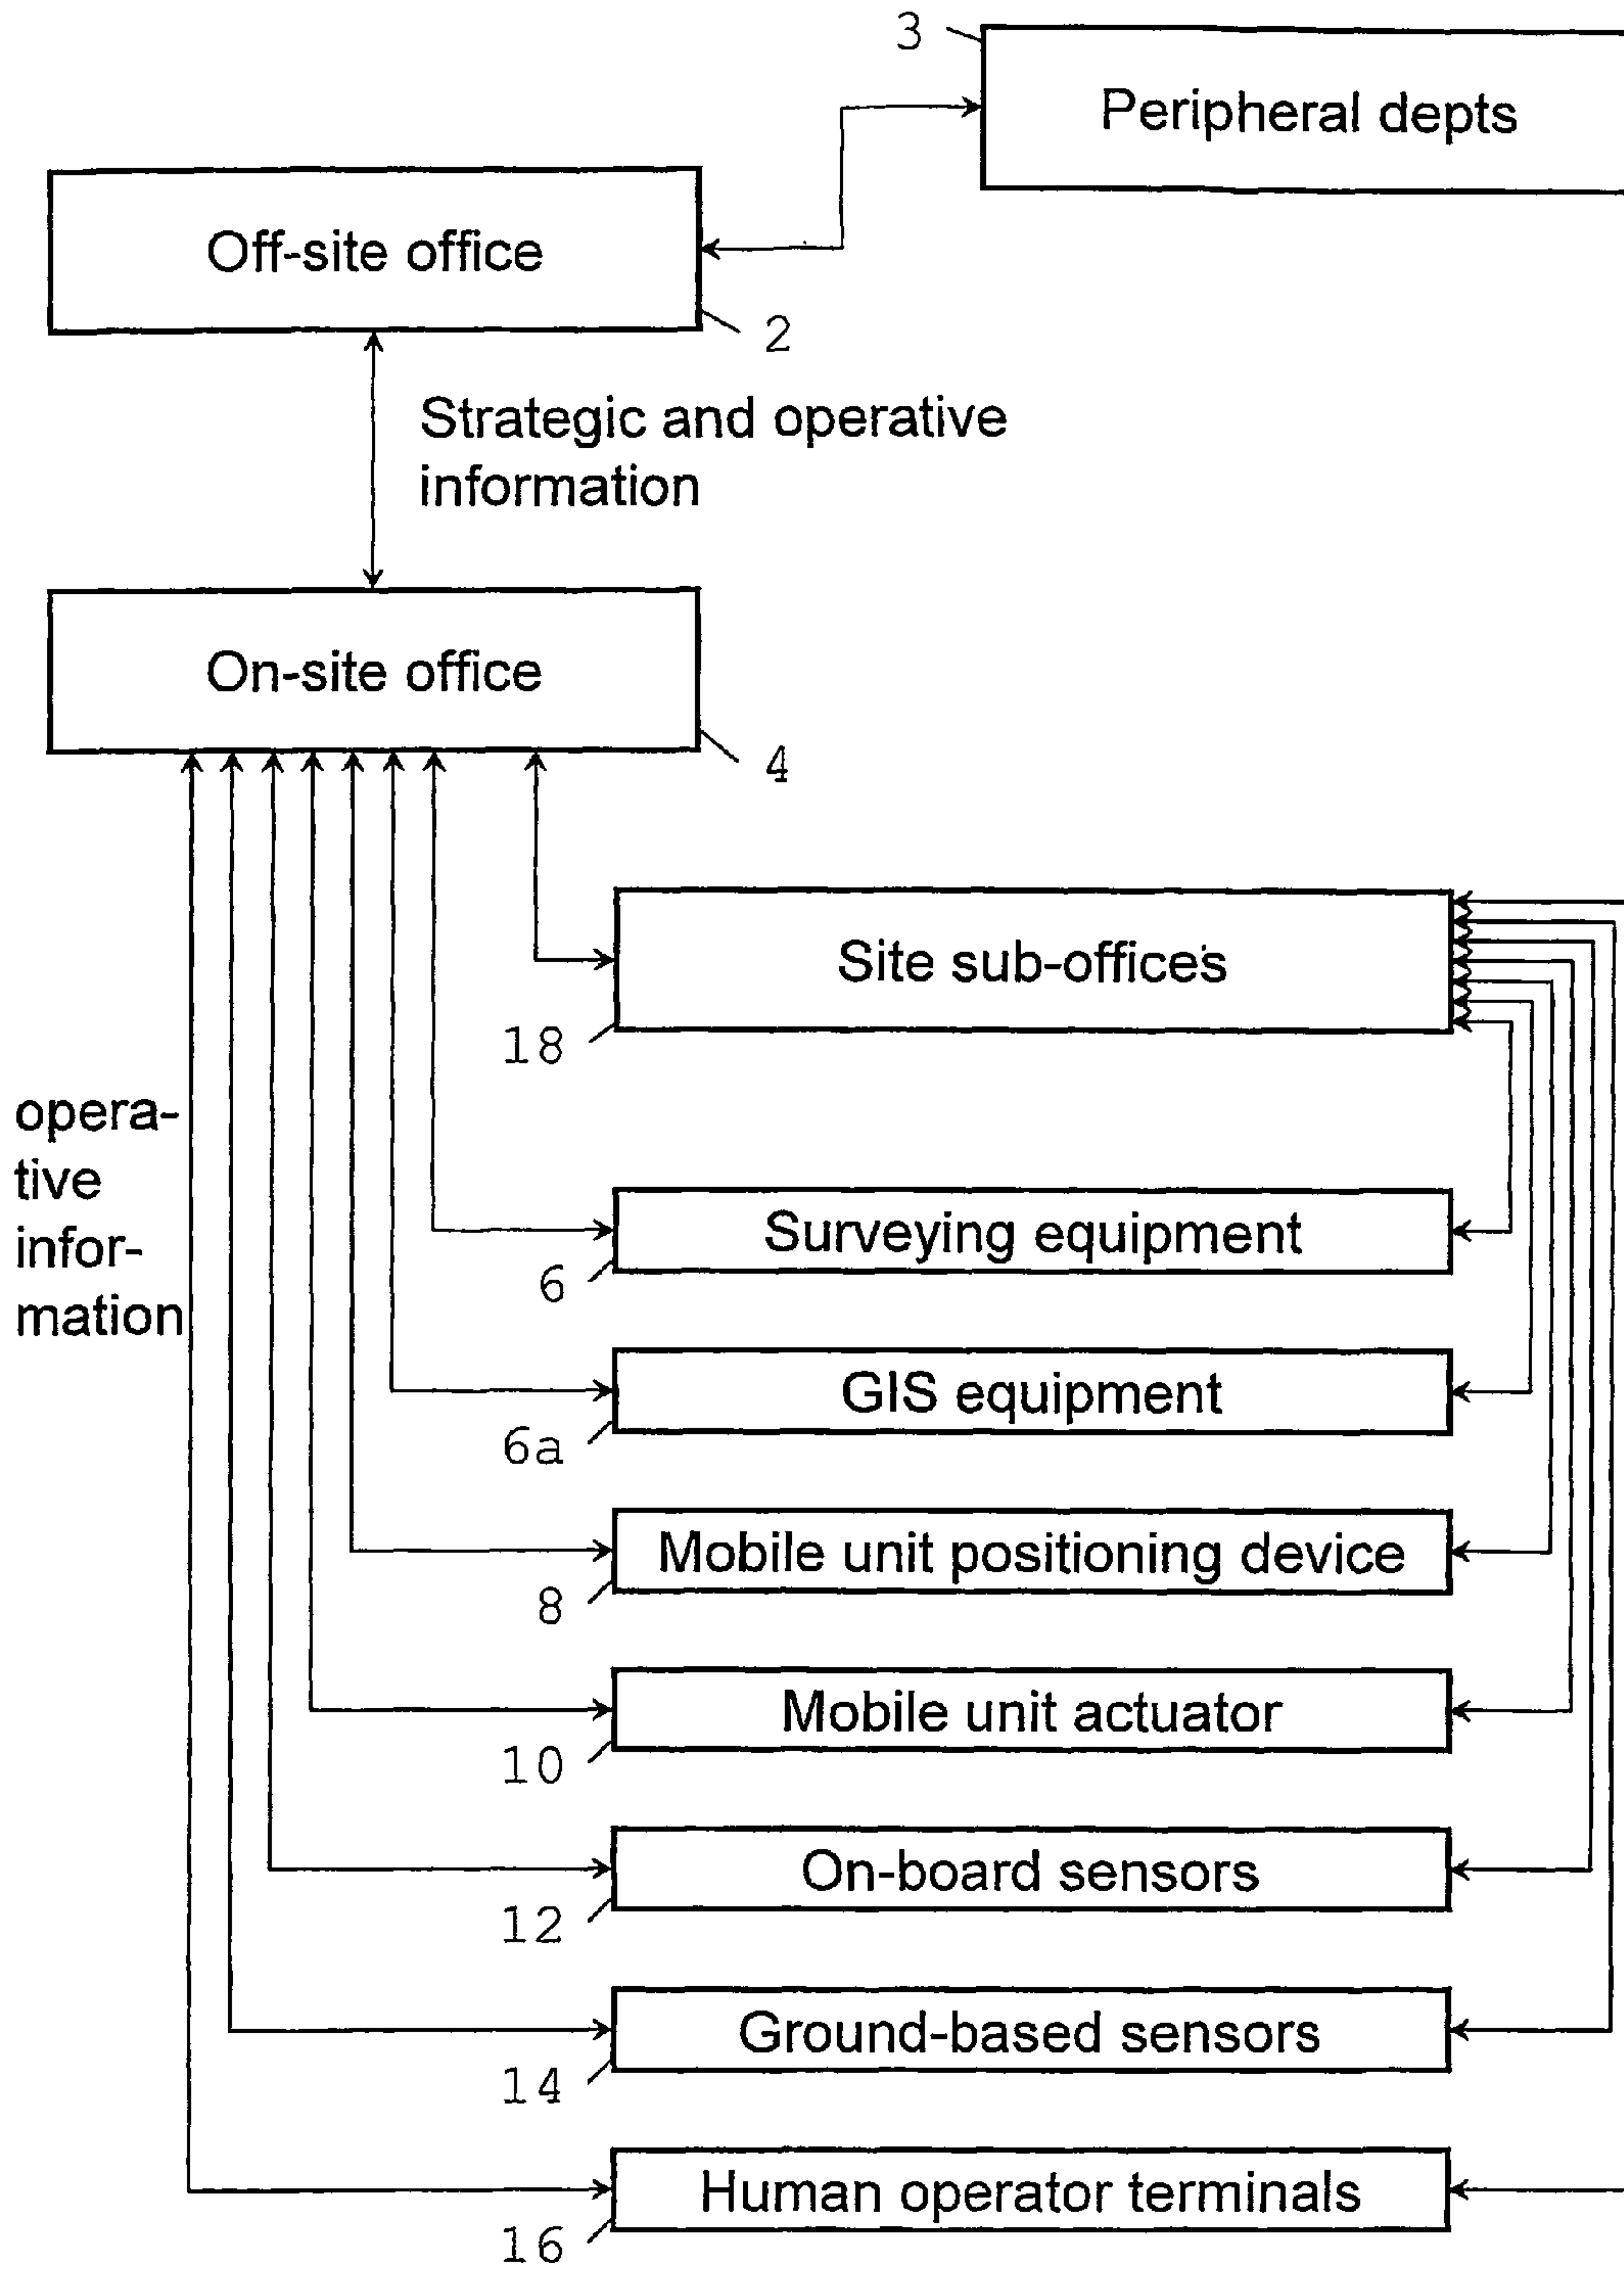 3
Peripheral depts
Off-site office
2
Strategic and operative
information
On-site office
4
Site sub-offices
18
opera-
tive
infor-
mation
Surveying equipment
6
GIS equipment
6a
Mobile unit positioning device
8
Mobile unit actuator
10
On-board sensors
12
Ground-based sensors
14
Human operator terminals
16